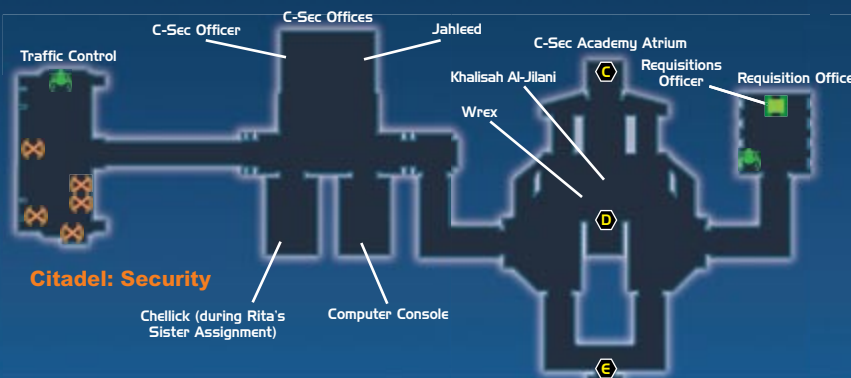 C-Sec Offices
C-Sec Officer
Jahleed
C-Sec Academy Atrium
Traffic Control
Requisitions
Officer
Requisition Office
Khalisah Al-Jilani
C
Wrex
D
Citadel: Security
Chellick (during Rita's
Sister Assignment)
Computer Console
E